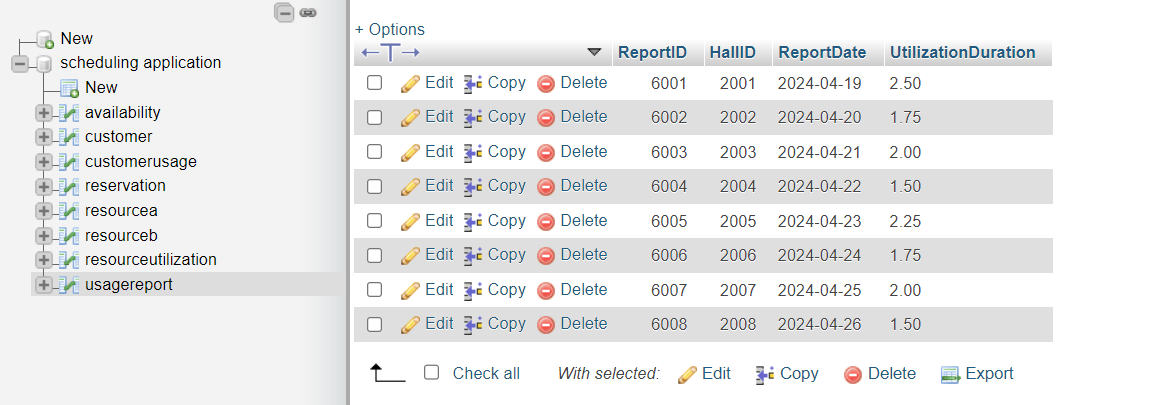 New
scheduling application
New
availability
customer
customerusage
reservation
resourcea
resourceb
resourceutilization
usagereport
+ Options
ReportID HallID ReportDate UtilizationDuration
Edit Copy Delete 6001 2001 2024-04-19 2.50
Edit Copy Delete 6002 2002 2024-04-20 1.75
Edit Copy Delete 6003 2003 2024-04-21 2.00
Edit Copy Delete 6004 2004 2024-04-22 1.50
Edit Copy Delete 6005 2005 2024-04-23 2.25
Edit Copy Delete 6006 2006 2024-04-24 1.75
Edit Copy Delete 6007 2007 2024-04-25 2.00
Edit Copy Delete 6008 2008 2024-04-26 1.50
Check all With selected: Edit Copy Delete Export